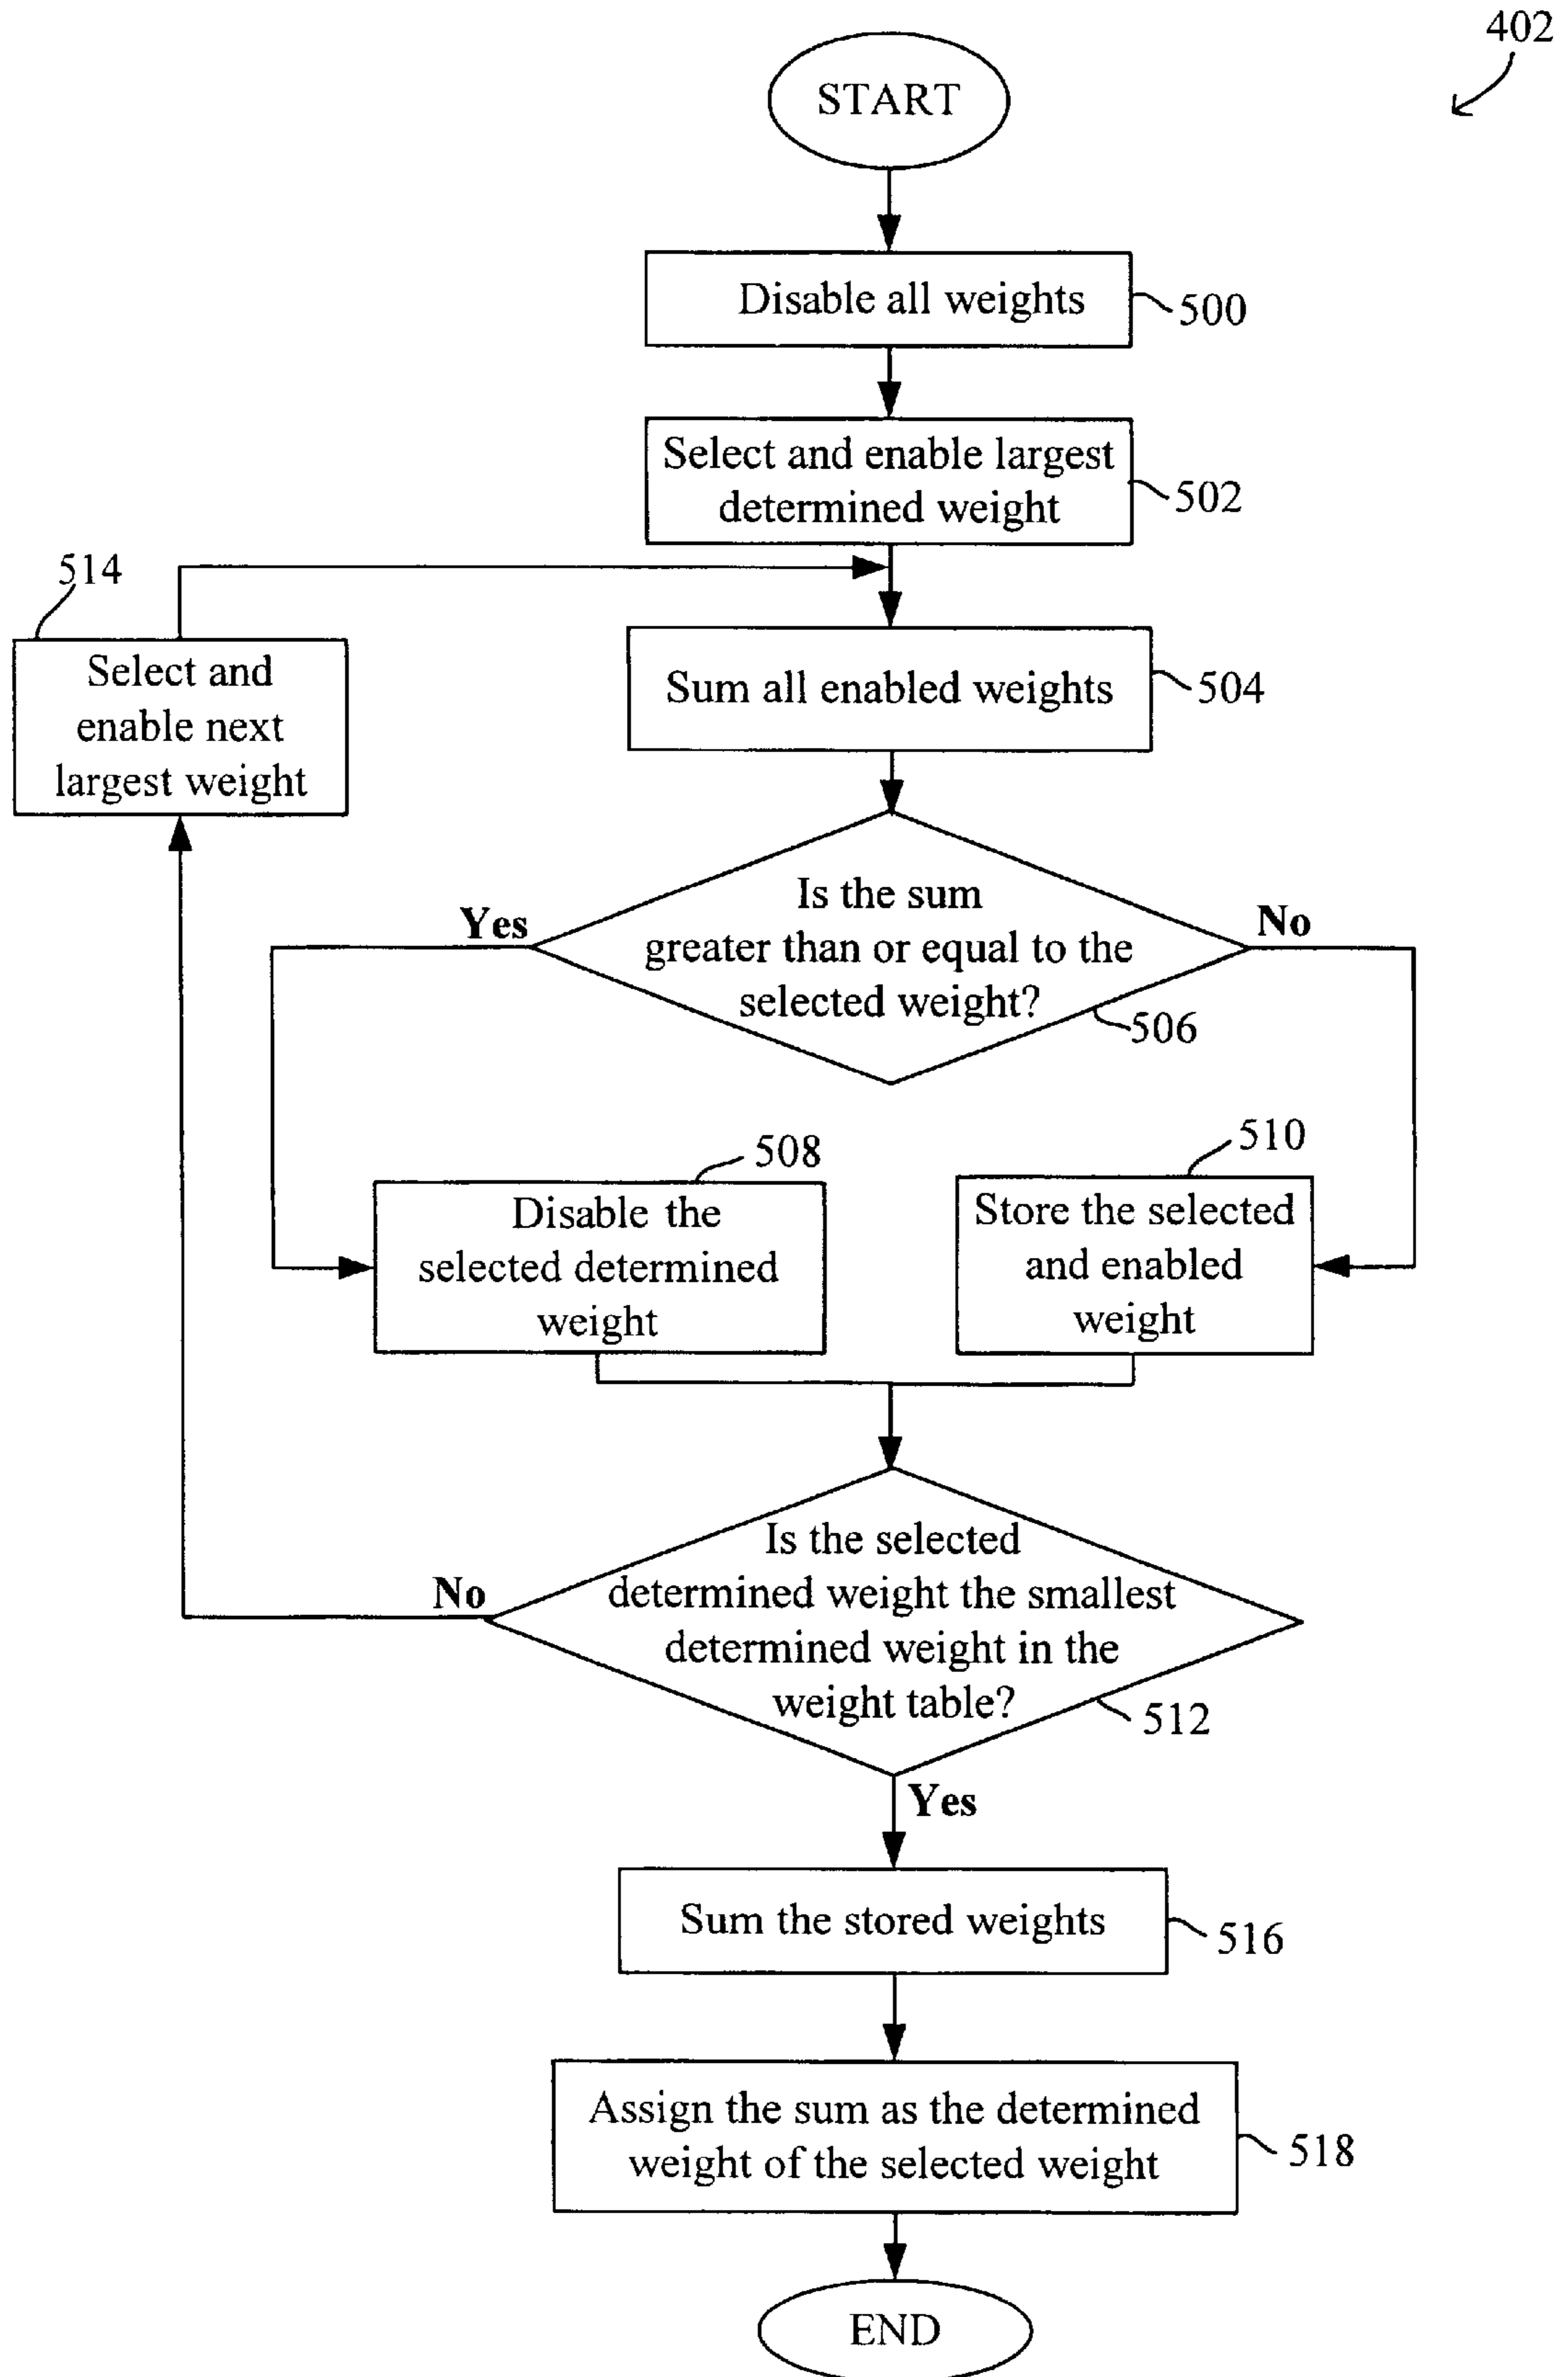 402
START
Disable all weights
500
Select and enable largest
determined weight
502
514
Select and
enable next
largest weight
Sum all enabled weights
504
Is the sum
greater than or equal to the
selected weight?
Yes
No
506
508
Disable the
selected determined
weight
510
Store the selected
and enabled
weight
Is the selected
determined weight the smallest
determined weight in the
weight table?
No
512
Yes
Sum the stored weights
516
Assign the sum as the determined
weight of the selected weight
518
END